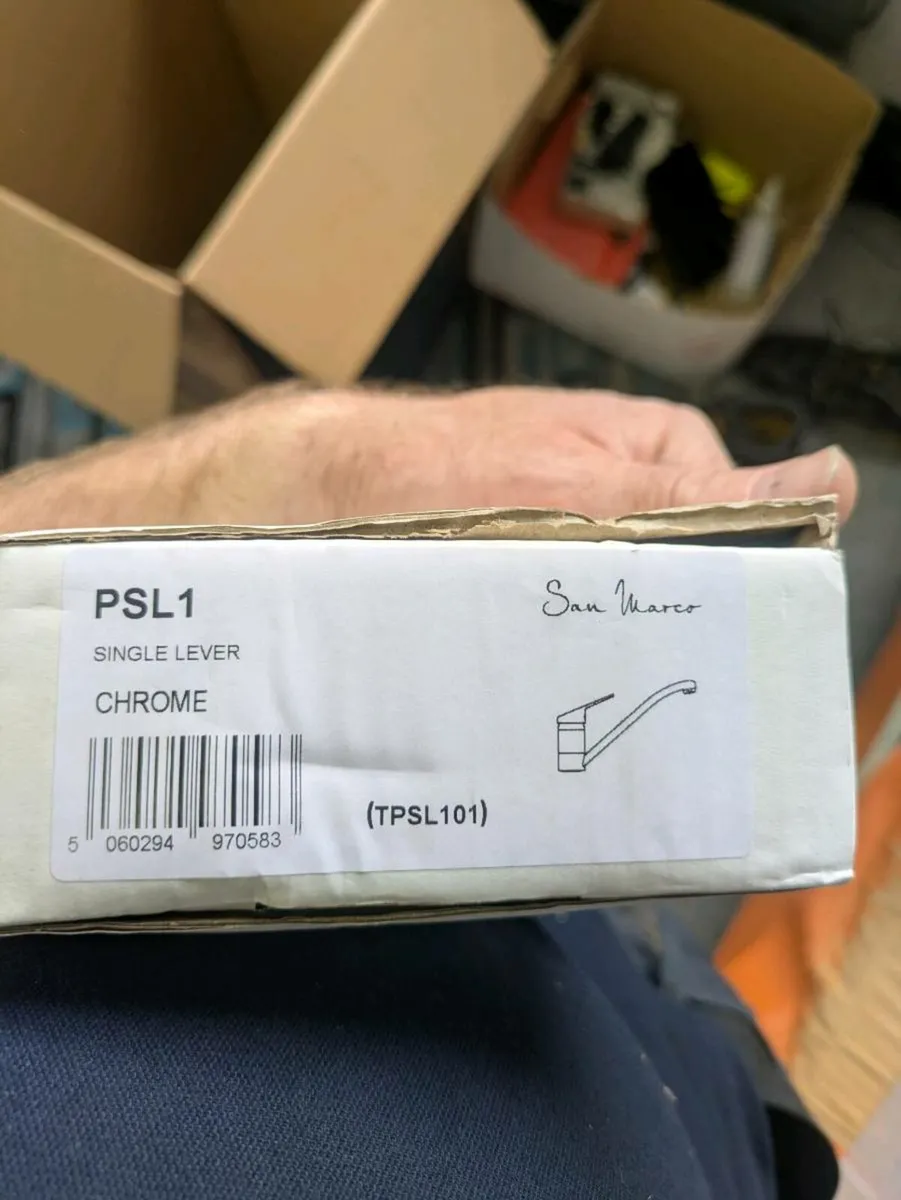 PSL1
San Marco
SINGLE LEVER
CHROME
(TPSL101)
5 060294 970583